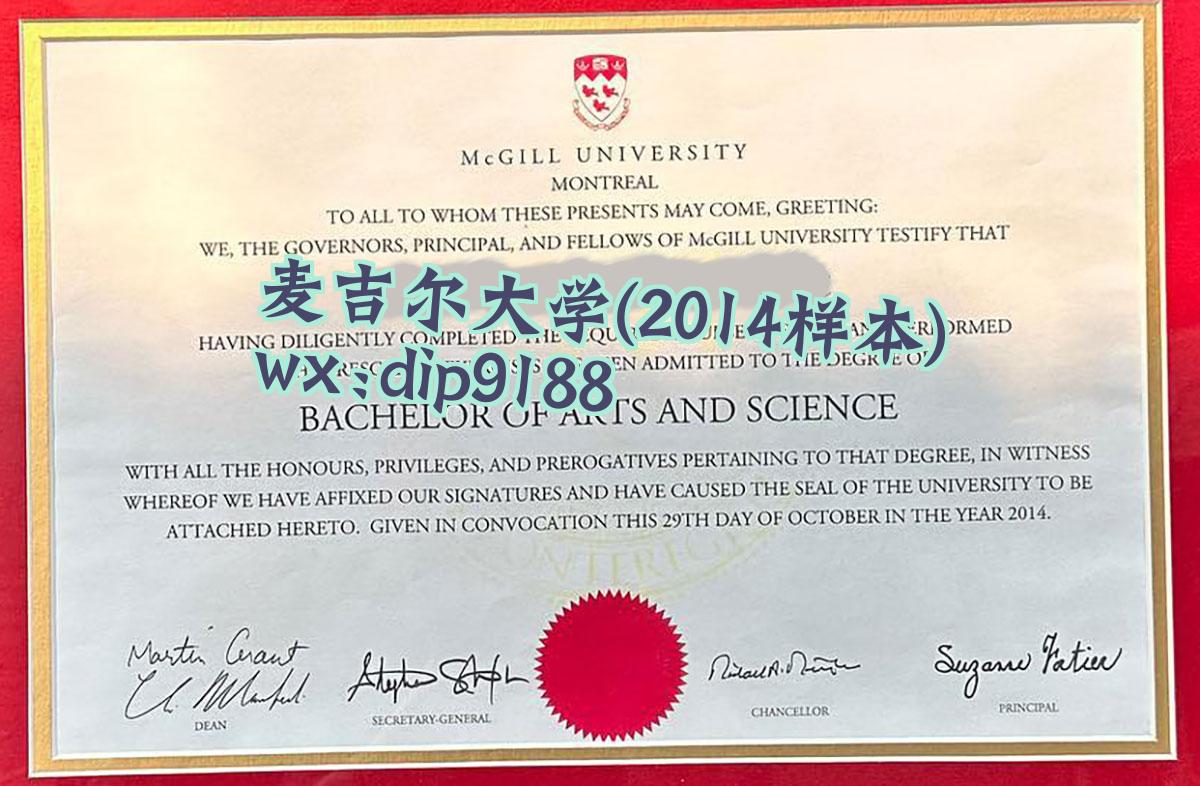 McGILL UNIVERSITY
MONTREAL
TO ALL TO WHOM THESE PRESENTS MAY COME, GREETING:
WE, THE GOVERNORS, PRINCIPAL, AND FELLOWS OF McGILL UNIVERSITY TESTIFY THAT
麦吉尔大学(2014样本)
HAVING DILIGENTLY COMPLETED THE
wx:dip9188
ADMITTED TO THE DEGREE OF
BACHELOR OF ARTS AND SCIENCE
WITH ALL THE HONOURS, PRIVILEGES, AND PREROGATIVES PERTAINING TO THAT DEGREE, IN WITNESS
WHEREOF WE HAVE AFFIXED OUR SIGNATURES AND HAVE CAUSED THE SEAL OF THE UNIVERSITY TO BE
ATTACHED HERETO. GIVEN IN CONVOCATION THIS 29TH DAY OF OCTOBER IN THE YEAR 2014.
Martin Grant
Suzanne Fortier
DEAN
SECRETARY-GENERAL
CHANCELLOR
PRINCIPAL